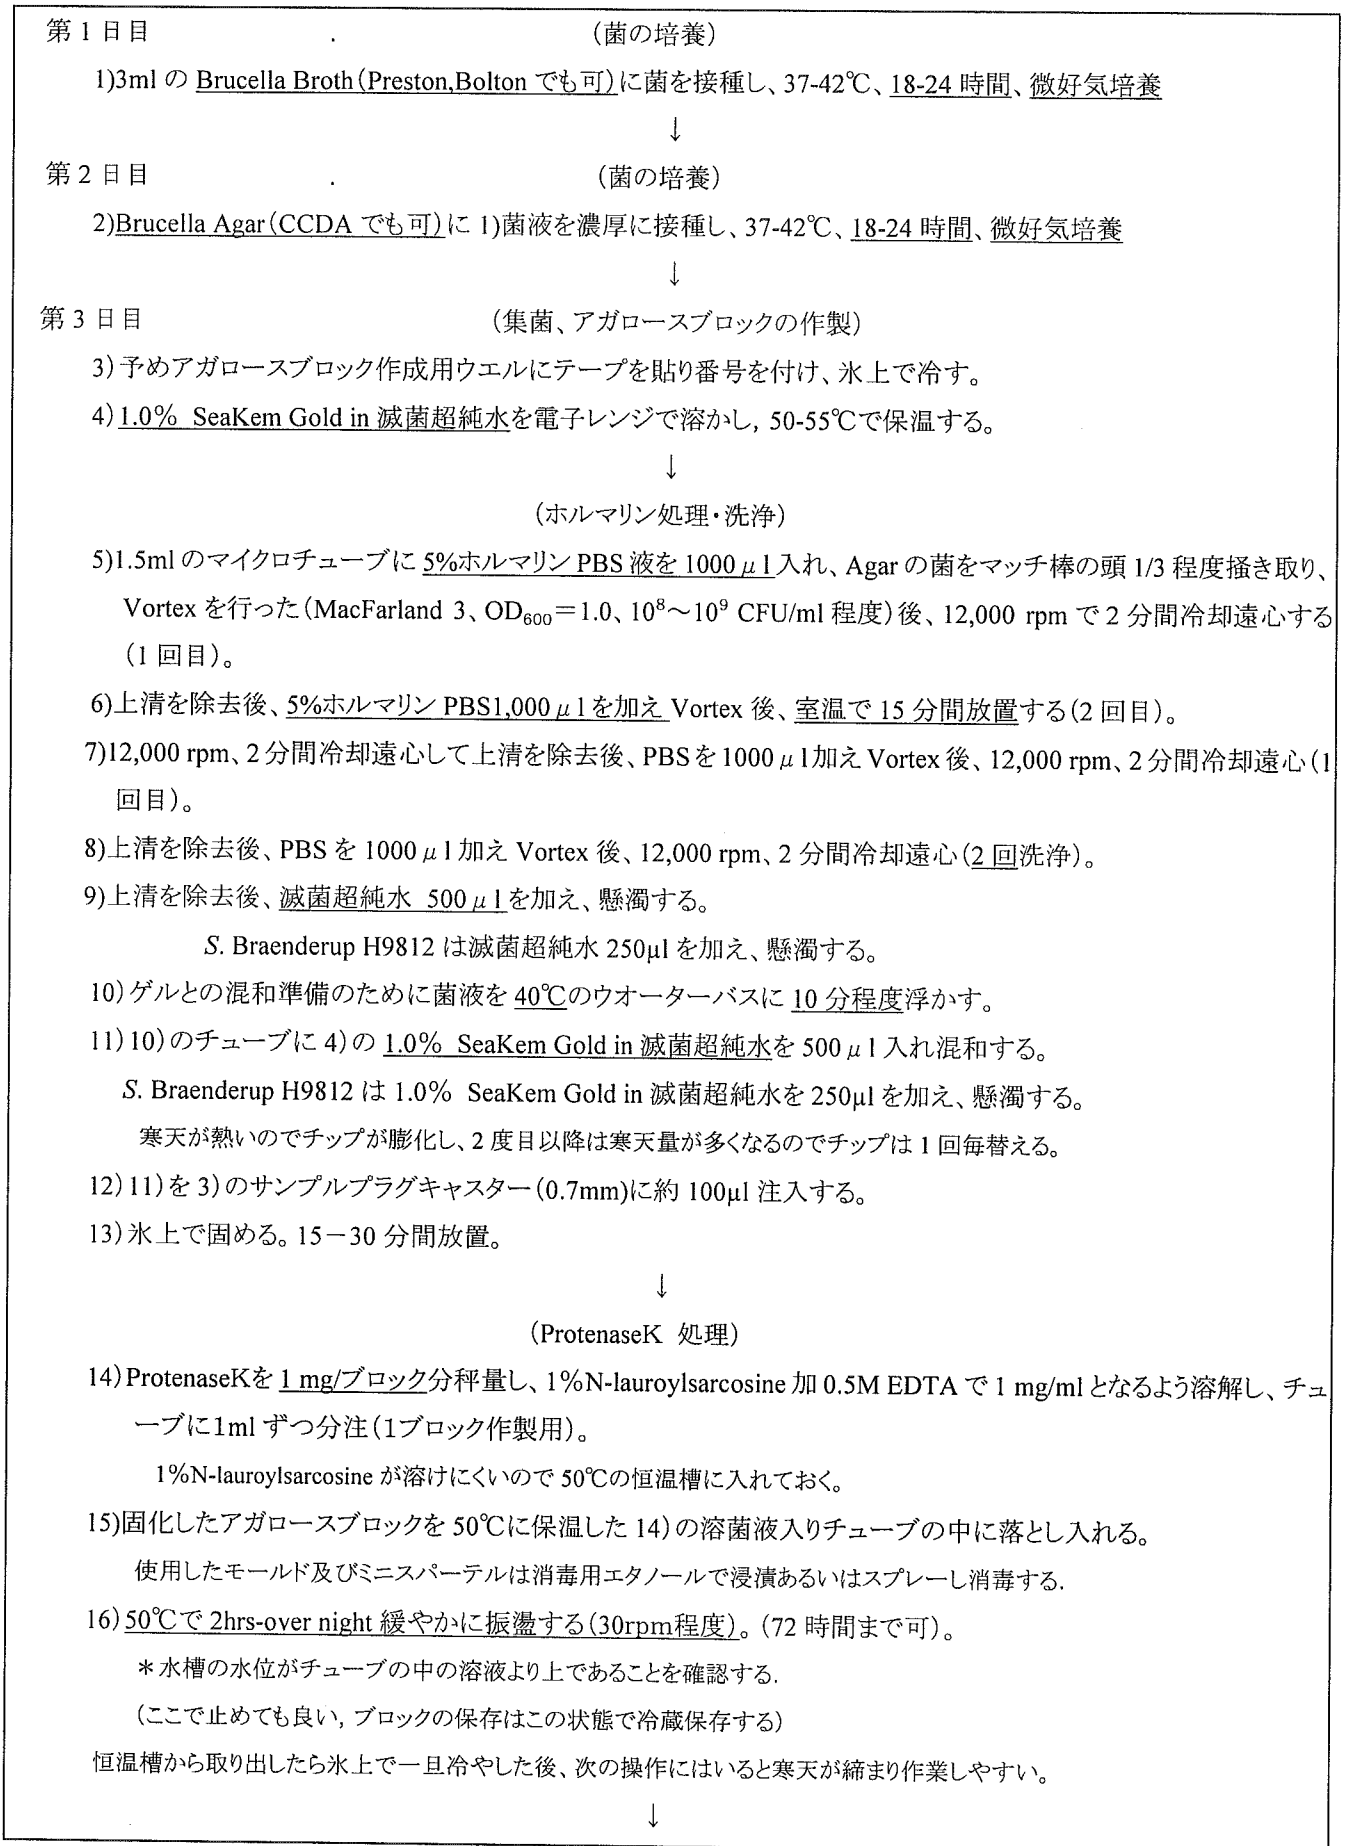 第1日目 . (菌の培養)
1)3ml の Brucella Broth(Preston,Bolton でも可)に菌を接種し、37-42℃、18-24 時間、微好気培養
↓
第2日目 . (菌の培養)
2)Brucella Agar(CCDA でも可)に 1)菌液を濃厚に接種し、37-42℃、18-24 時間、微好気培養
↓
第3日目 (集菌、アガロースブロックの作製)
3)予めアガロースブロック作成用ウエルにテープを貼り番号を付け、氷上で冷す。
4)1.0% SeaKem Gold in 滅菌超純水を電子レンジで溶かし, 50-55℃で保温する。
↓
(ホルマリン処理・洗浄)
5)1.5ml のマイクロチューブに 5%ホルマリン PBS 液を 1000μl 入れ、Agar の菌をマッチ棒の頭 1/3 程度掻き取り、
Vortex を行った(MacFarland 3、OD₆₀₀=1.0、10⁸~10⁹ CFU/ml 程度)後、12,000 rpm で 2 分間冷却遠心する
(1 回目)。
6)上清を除去後、5%ホルマリン PBS1,000μl を加え Vortex 後、室温で 15 分間放置する(2 回目)。
7)12,000 rpm、2 分間冷却遠心して上清を除去後、PBS を 1000μl 加え Vortex 後、12,000 rpm、2 分間冷却遠心(1
回目)。
8)上清を除去後、PBS を 1000μl 加え Vortex 後、12,000 rpm、2 分間冷却遠心(2 回洗浄)。
9)上清を除去後、滅菌超純水 500μl を加え、懸濁する。
S. Braenderup H9812 は滅菌超純水 250μl を加え、懸濁する。
10)ゲルとの混和準備のために菌液を 40℃のウオーターバスに 10 分程度浮かす。
11)10)のチューブに 4)の 1.0% SeaKem Gold in 滅菌超純水を 500μl 入れ混和する。
S. Braenderup H9812 は 1.0% SeaKem Gold in 滅菌超純水を 250μl を加え、懸濁する。
寒天が熱いのでチップが膨化し、2 度目以降は寒天量が多くなるのでチップは 1 回毎替える。
12)11)を 3)のサンプルプラグキャスター(0.7mm)に約 100μl 注入する。
13)氷上で固める。15-30 分間放置。
↓
(ProtenaseK 処理)
14)ProtenaseKを 1 mg/ブロック分秤量し、1%N-lauroylsarcosine 加 0.5M EDTA で 1 mg/ml となるよう溶解し、チュ
ーブに1ml ずつ分注(1ブロック作製用)。
1%N-lauroylsarcosine が溶けにくいので 50℃の恒温槽に入れておく。
15)固化したアガロースブロックを 50℃に保温した 14)の溶菌液入りチューブの中に落とし入れる。
使用したモールド及びミニスパーテルは消毒用エタノールで浸漬あるいはスプレーし消毒する.
16)50℃で 2hrs-over night 緩やかに振盪する(30rpm程度)。(72 時間まで可)。
*水槽の水位がチューブの中の溶液より上であることを確認する.
(ここで止めても良い, ブロックの保存はこの状態で冷蔵保存する)
恒温槽から取り出したら氷上で一旦冷やした後、次の操作にはいると寒天が締まり作業しやすい。
↓